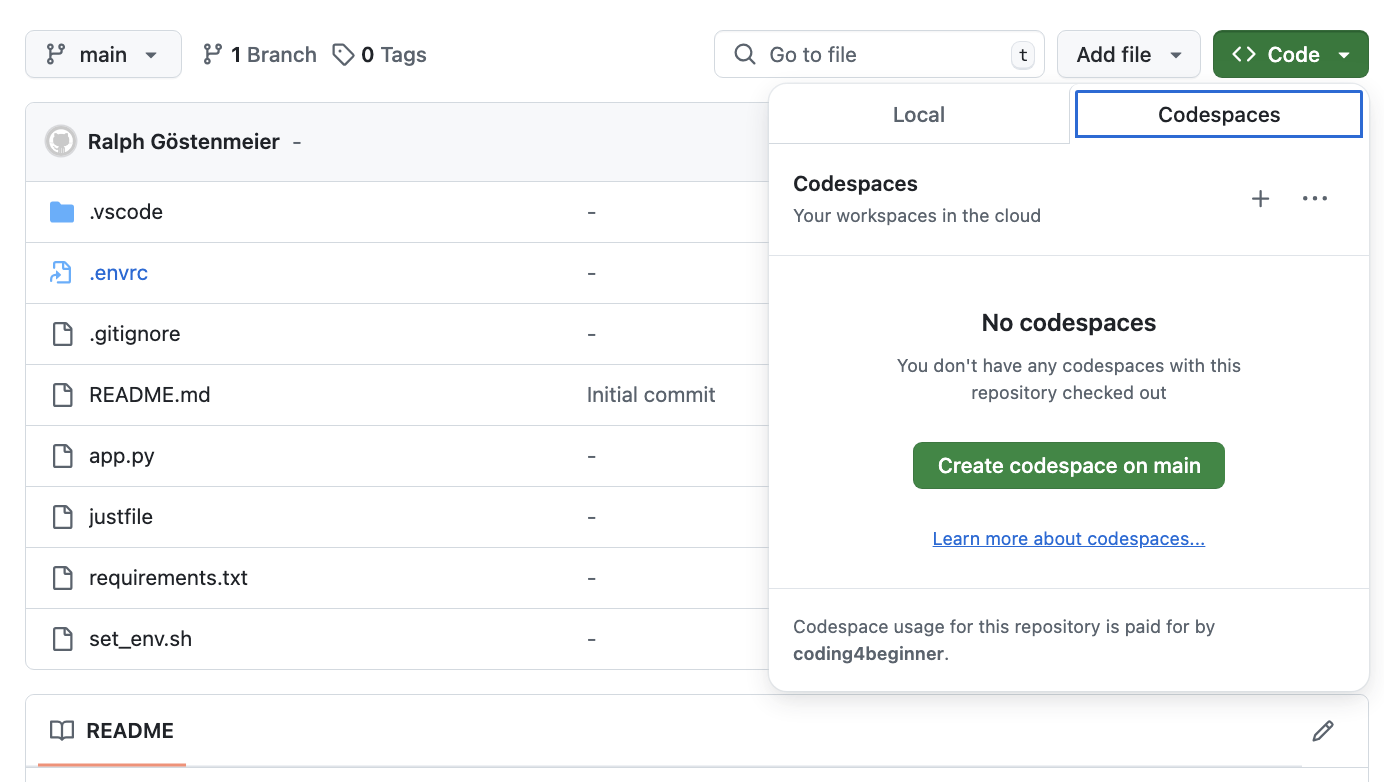 main
1 Branch
0 Tags
Go to file
t
Add file
Code
Ralph Göstenmeier -
.vscode -
.envrc -
.gitignore -
README.md Initial commit
app.py -
justfile -
requirements.txt -
set_env.sh -
Local
Codespaces
Codespaces
Your workspaces in the cloud
No codespaces
You don't have any codespaces with this
repository checked out
Create codespace on main
Learn more about codespaces...
Codespace usage for this repository is paid for by
coding4beginner.
README